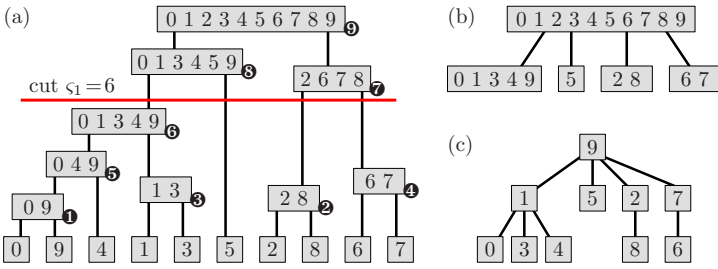 (a)
0 1 2 3 4 5 6 7 8 9
9
0 1 3 4 5 9
8
2 6 7 8
7
cut ς₁=6
0 1 3 4 9
6
0 4 9
5
1 3
3
6 7
4
0 9
1
2 8
2
0 9 4 1 3 5 2 8 6 7
(b)
0 1 2 3 4 5 6 7 8 9
0 1 3 4 9 5 2 8 6 7
(c)
9
1 5 2 7
0 3 4 8 6